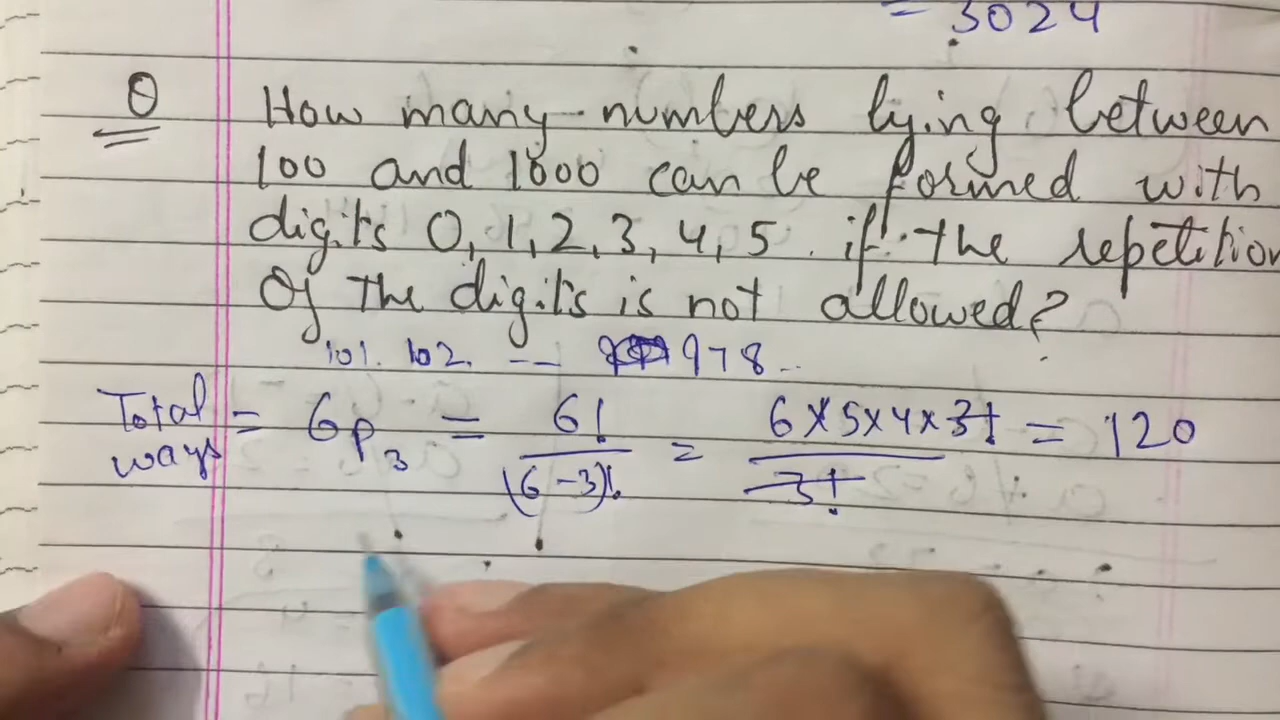 = 3024
Q How many numbers lying between
100 and 1000 can be formed with
digits 0, 1, 2, 3, 4, 5. if the repetition
Of the digits is not allowed?
101. 102. -- 978..
Total ways = 6P3 = 6! / (6-3)! = 6×5×4×3! / 3! = 120